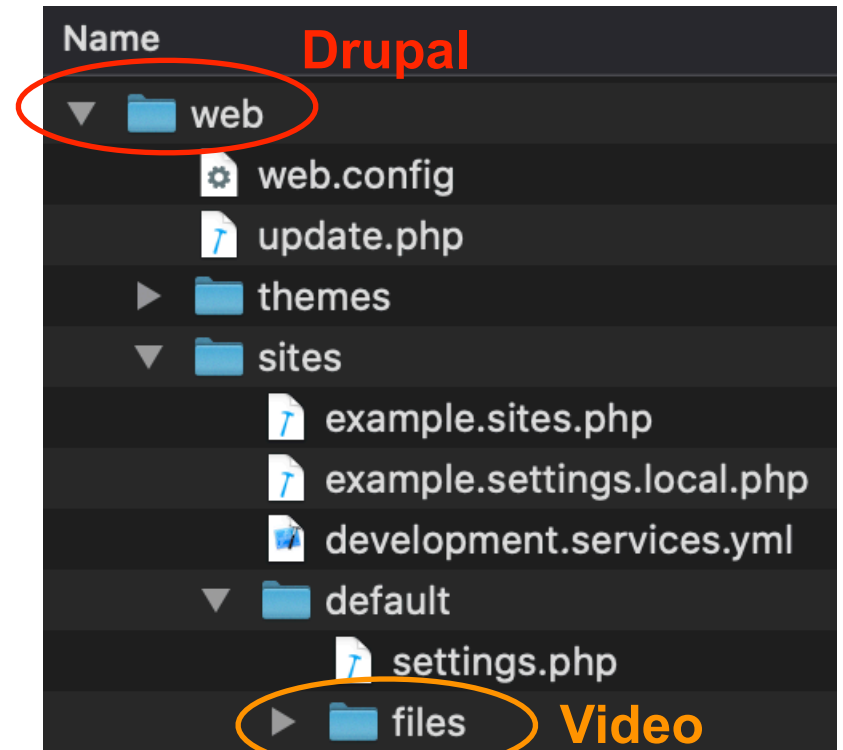 Name
Drupal
web
web.config
update.php
themes
sites
example.sites.php
example.settings.local.php
development.services.yml
default
settings.php
files
Video